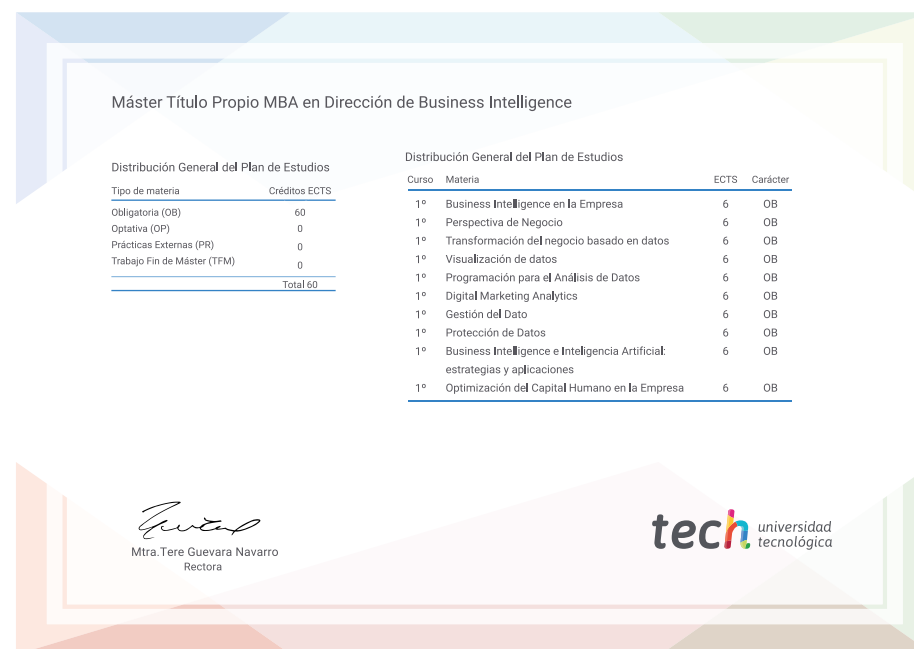 Máster Título Propio MBA en Dirección de Business Intelligence
Distribución General del Plan de Estudios
Tipo de materia Créditos ECTS
Obligatoria (OB) 60
Optativa (OP) 0
Prácticas Externas (PR) 0
Trabajo Fin de Máster (TFM) 0
Total 60
Distribución General del Plan de Estudios
Curso Materia ECTS Carácter
1º Business Intelligence en la Empresa 6 OB
1º Perspectiva de Negocio 6 OB
1º Transformación del negocio basado en datos 6 OB
1º Visualización de datos 6 OB
1º Programación para el Análisis de Datos 6 OB
1º Digital Marketing Analytics 6 OB
1º Gestión del Dato 6 OB
1º Protección de Datos 6 OB
1º Business Intelligence e Inteligencia Artificial: 6 OB
estrategias y aplicaciones
1º Optimización del Capital Humano en la Empresa 6 OB
Mtra.Tere Guevara Navarro
Rectora
tech universidad
tecnológica